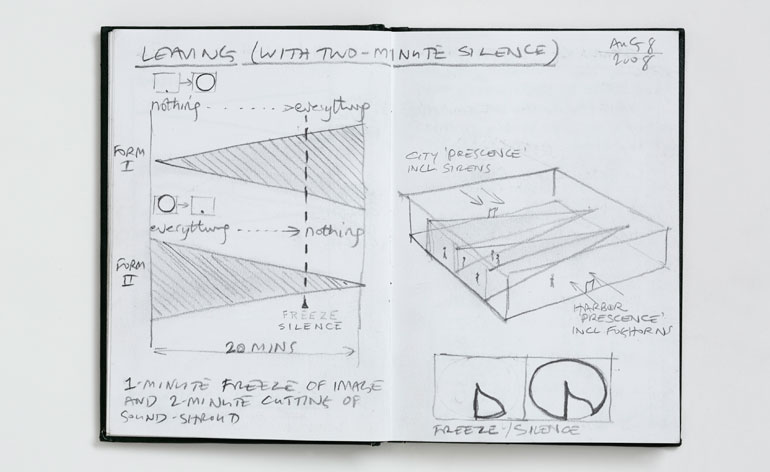 LEAVING (WITH TWO-MINUTE SILENCE)
AUG 8
2008
nothing everything
FORM
I
everything nothing
FORM
II
FREEZE
SILENCE
20 MINS
1-MINUTE FREEZE OF IMAGE
AND 2-MINUTE CUTTING OF
SOUND-SHROUD
CITY 'PRESCENCE'
INCL SIRENS
HARBOR
'PRESCENCE'
INCL FOGHORNS
FREEZE-/SILENCE